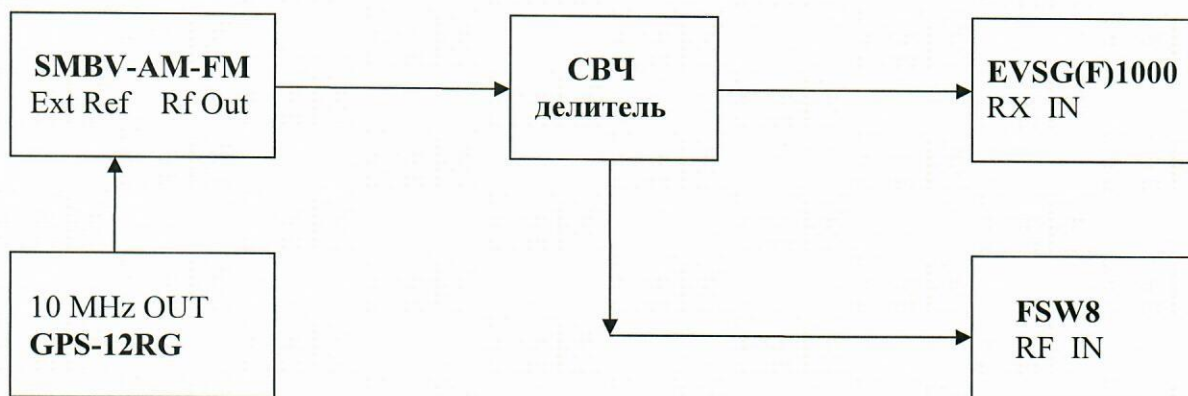 SMBV-AM-FM
Ext Ref Rf Out
СВЧ
делитель
EVSG(F)1000
RX IN
10 MHz OUT
GPS-12RG
FSW8
RF IN